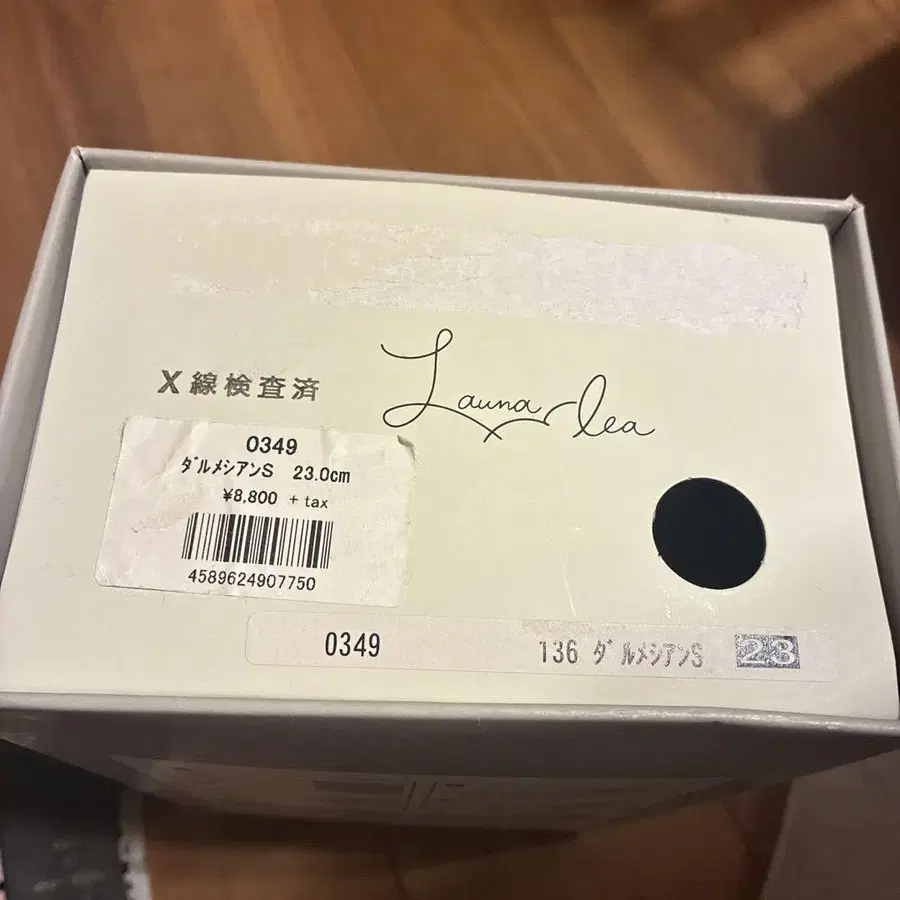 Launa lea
X線検査済
0349
ダルメシアンS 23.0cm
¥8,800 + tax
4589624907750
0349 136 ダルメシアンS 23